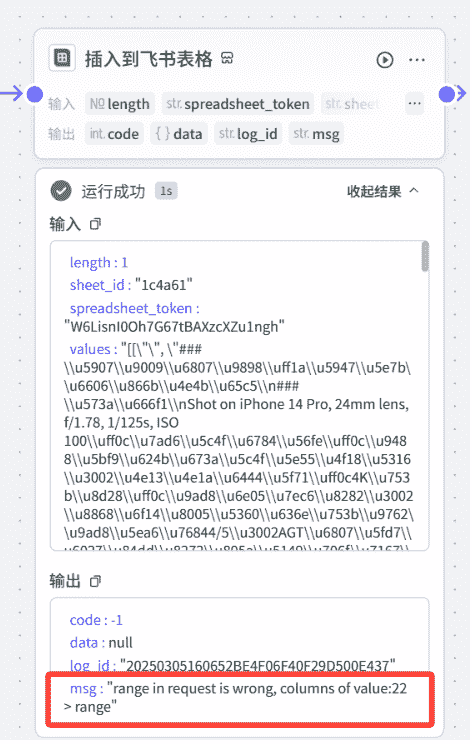 插入到飞书表格
输入 № length str. spreadsheet_token str. sheet ···
输出 int. code { } data str. log_id str. msg
运行成功 1s 收起结果
输入
length : 1
sheet_id : "1c4a61"
spreadsheet_token :
"W6LisnI0Oh7G67tBAXzcXZu1ngh"
values : "[[\"\", \"###
\\u5907\\u9009\\u6807\\u9898\\uff1a\\u5947\\u5e7b\
\u6606\\u866b\\u4e4b\\u65c5\\n###
\\u573a\\u666f1\\nShot on iPhone 14 Pro, 24mm lens,
f/1.78, 1/125s, ISO
100\\uff0c\\u7ad6\\u5c4f\\u6784\\u56fe\\uff0c\\u948
8\\u5bf9\\u624b\\u673a\\u5c4f\\u5e55\\u4f18\\u5316
\\u3002\\u4e13\\u4e1a\\u6444\\u5f71\\uff0c4K\\u753
b\\u8d28\\uff0c\\u9ad8\\u6e05\\u7ec6\\u8282\\u3002
\\u8868\\u6f14\\u8005\\u5360\\u636e\\u753b\\u9762\
\u9ad8\\u5ea6\\u76844/5\\u3002AGT\\u6807\\u5fd7\
输出
code : -1
data : null
log_id : "20250305160652BE4F06F40F29D500E437"
msg : "range in request is wrong, columns of value:22
> range"